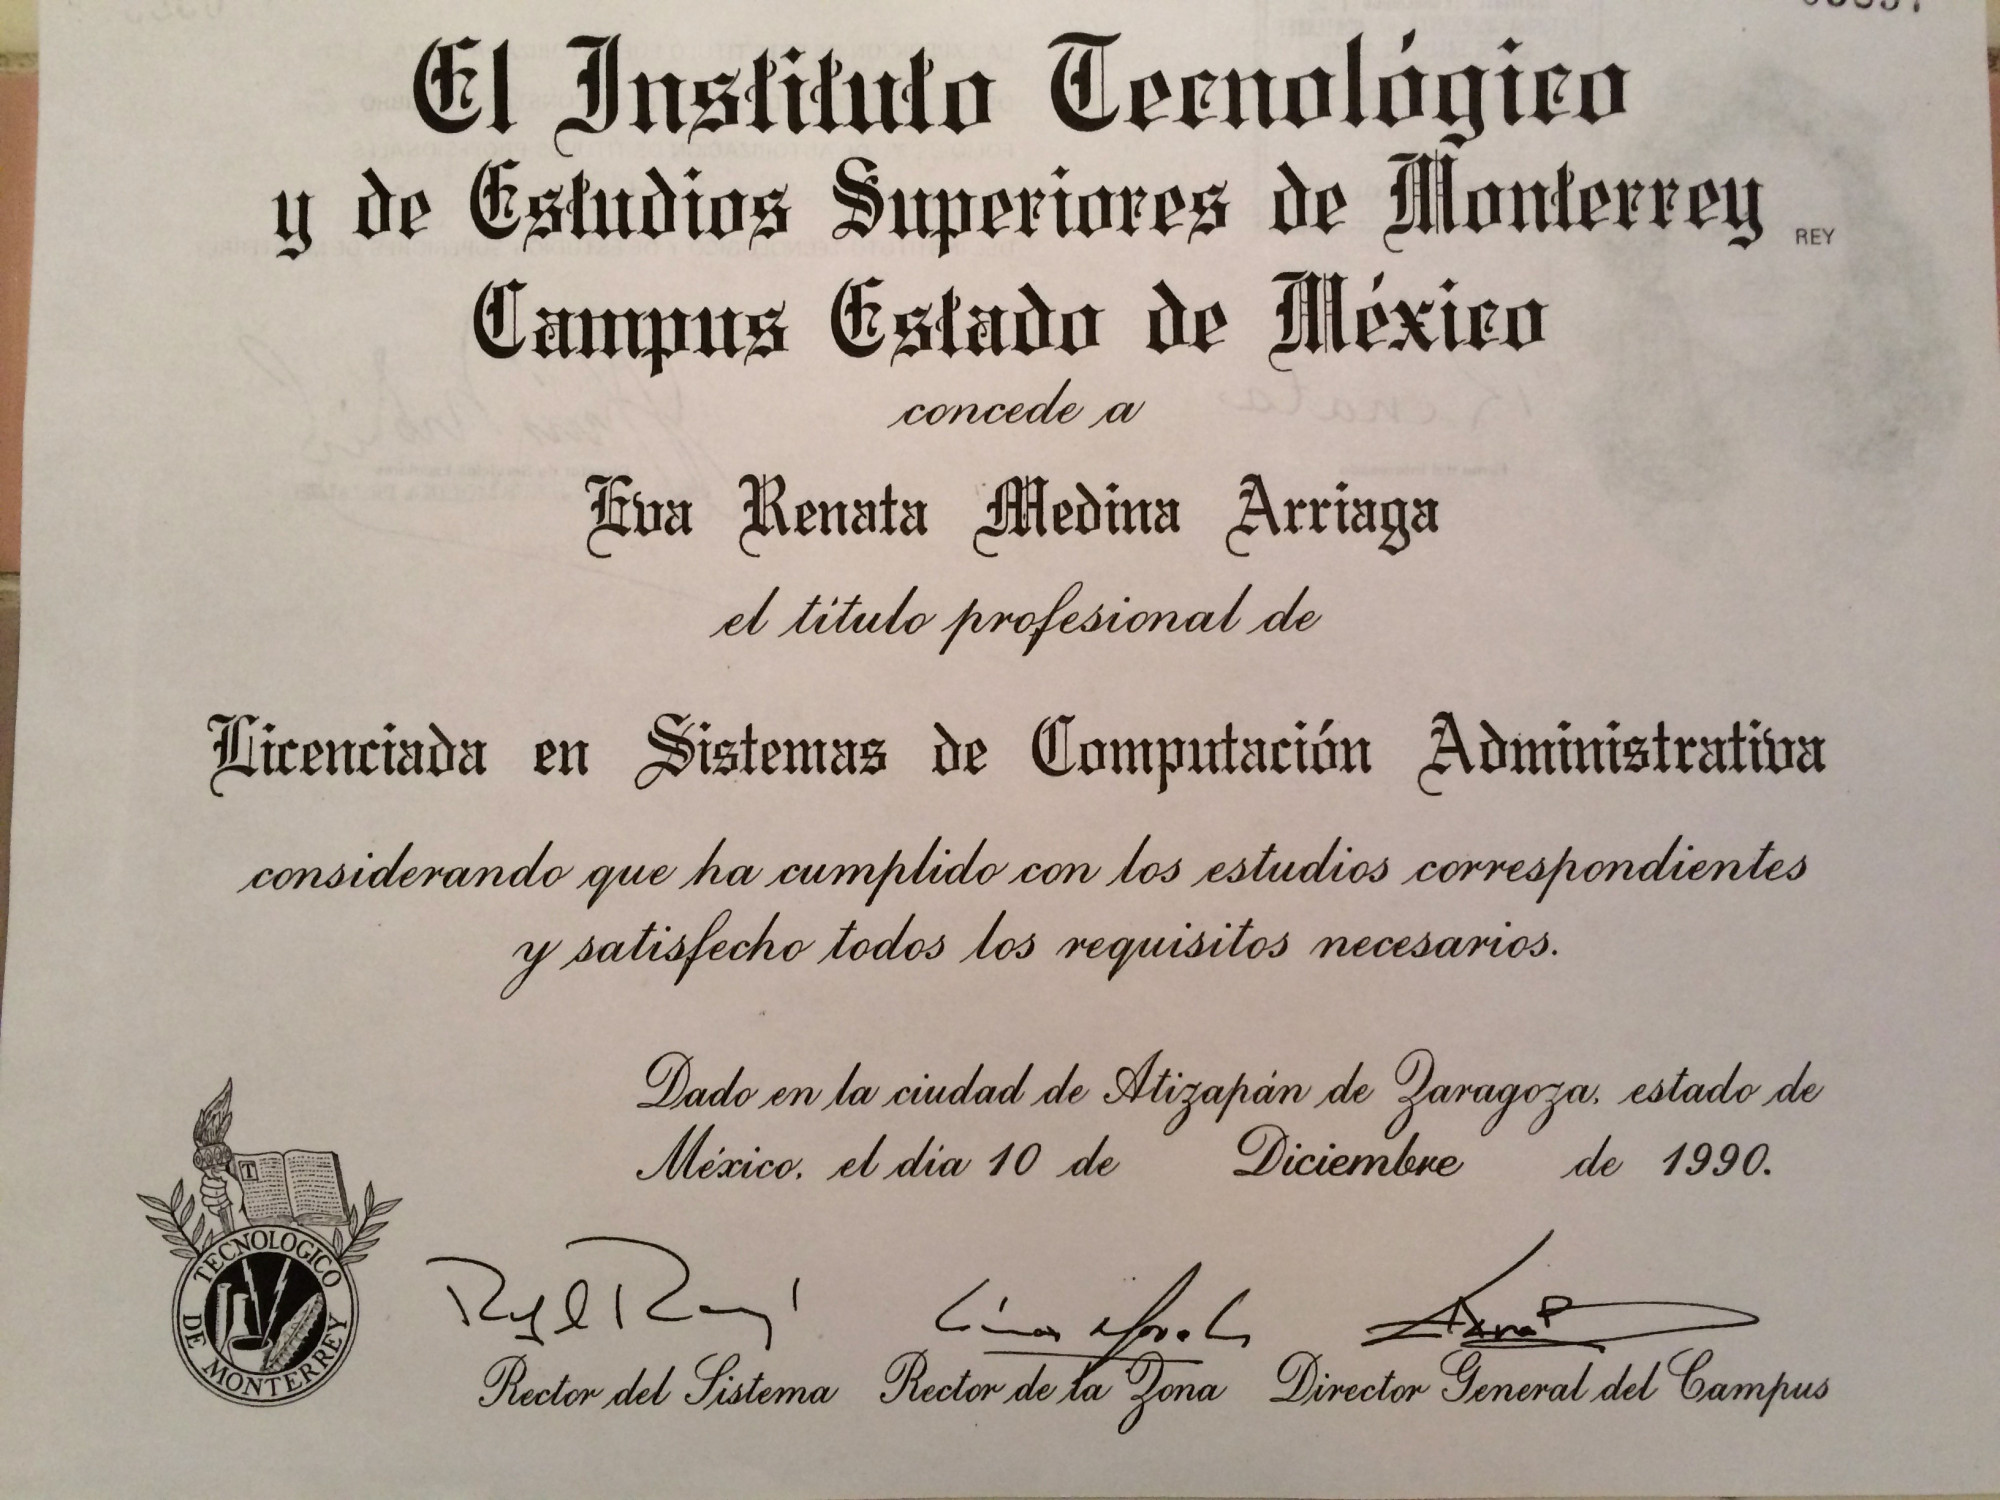 El Instituto Tecnológico
y de Estudios Superiores de Monterrey
REY
Campus Estado de México
concede a
Eva Renata Medina Arriaga
el título profesional de
Licenciada en Sistemas de Computación Administrativa
considerando que ha cumplido con los estudios correspondientes
y satisfecho todos los requisitos necesarios.
Dado en la ciudad de Atizapán de Zaragoza, estado de
México, el día 10 de Diciembre de 1990.
T
TECNOLOGICO
DE MONTERREY
Rector del Sistema Rector de la Zona Director General del Campus